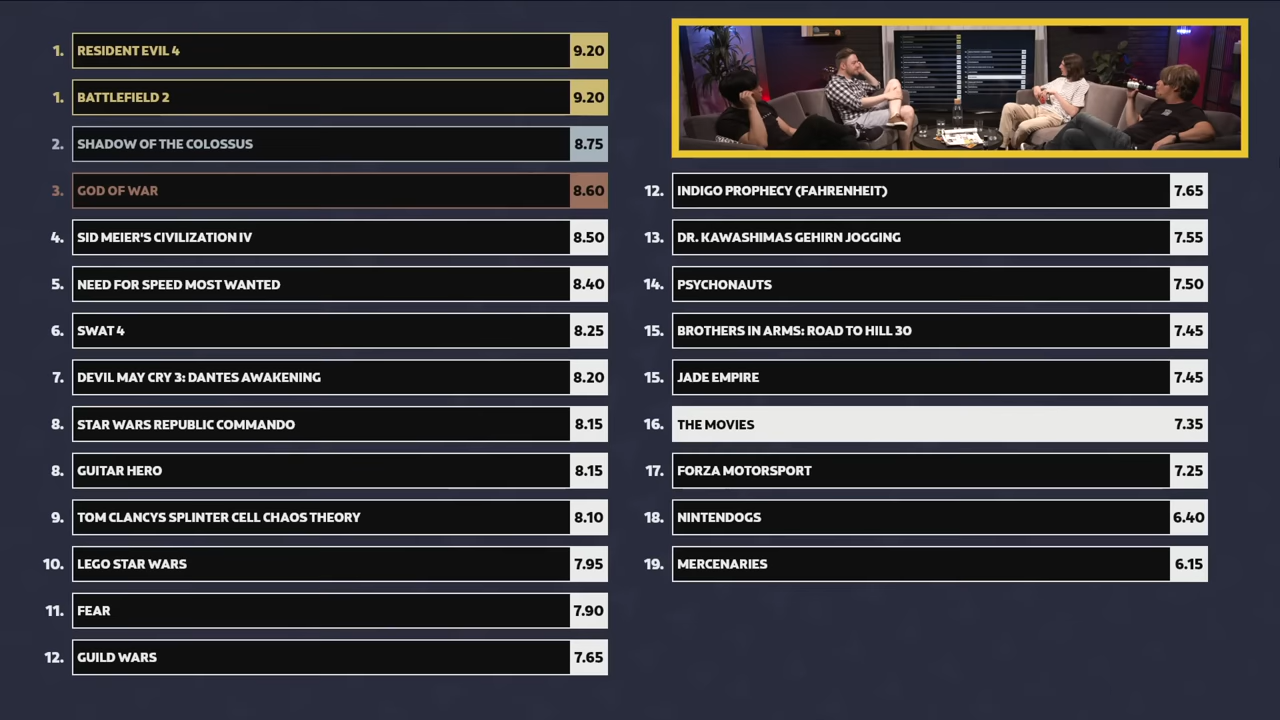 1. RESIDENT EVIL 4 9.20
1. BATTLEFIELD 2 9.20
2. SHADOW OF THE COLOSSUS 8.75
3. GOD OF WAR 8.60
4. SID MEIER'S CIVILIZATION IV 8.50
5. NEED FOR SPEED MOST WANTED 8.40
6. SWAT 4 8.25
7. DEVIL MAY CRY 3: DANTES AWAKENING 8.20
8. STAR WARS REPUBLIC COMMANDO 8.15
8. GUITAR HERO 8.15
9. TOM CLANCYS SPLINTER CELL CHAOS THEORY 8.10
10. LEGO STAR WARS 7.95
11. FEAR 7.90
12. GUILD WARS 7.65
12. INDIGO PROPHECY (FAHRENHEIT) 7.65
13. DR. KAWASHIMAS GEHIRN JOGGING 7.55
14. PSYCHONAUTS 7.50
15. BROTHERS IN ARMS: ROAD TO HILL 30 7.45
15. JADE EMPIRE 7.45
16. THE MOVIES 7.35
17. FORZA MOTORSPORT 7.25
18. NINTENDOGS 6.40
19. MERCENARIES 6.15